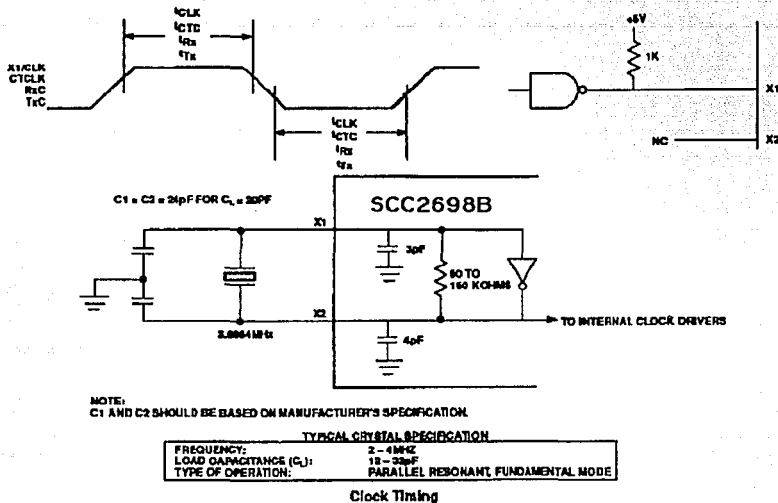 tCLK
tCTC
tRx
tTx
X1/CLK
CTCLK
RxC
TxC
tCLK
tCTC
tRx
tTx
+5V
1K
X1
NC
X2
C1 = C2 = 24pF FOR CL = 20PF
SCC2698B
X1
3pF
50 TO
150 KOHMS
X2
3.6864MHz
4pF
TO INTERNAL CLOCK DRIVERS
NOTE:
C1 AND C2 SHOULD BE BASED ON MANUFACTURER'S SPECIFICATION.
TYPICAL CRYSTAL SPECIFICATION
FREQUENCY: 2 – 4MHZ
LOAD CAPACITANCE (CL): 12 – 32pF
TYPE OF OPERATION: PARALLEL RESONANT, FUNDAMENTAL MODE
Clock Timing